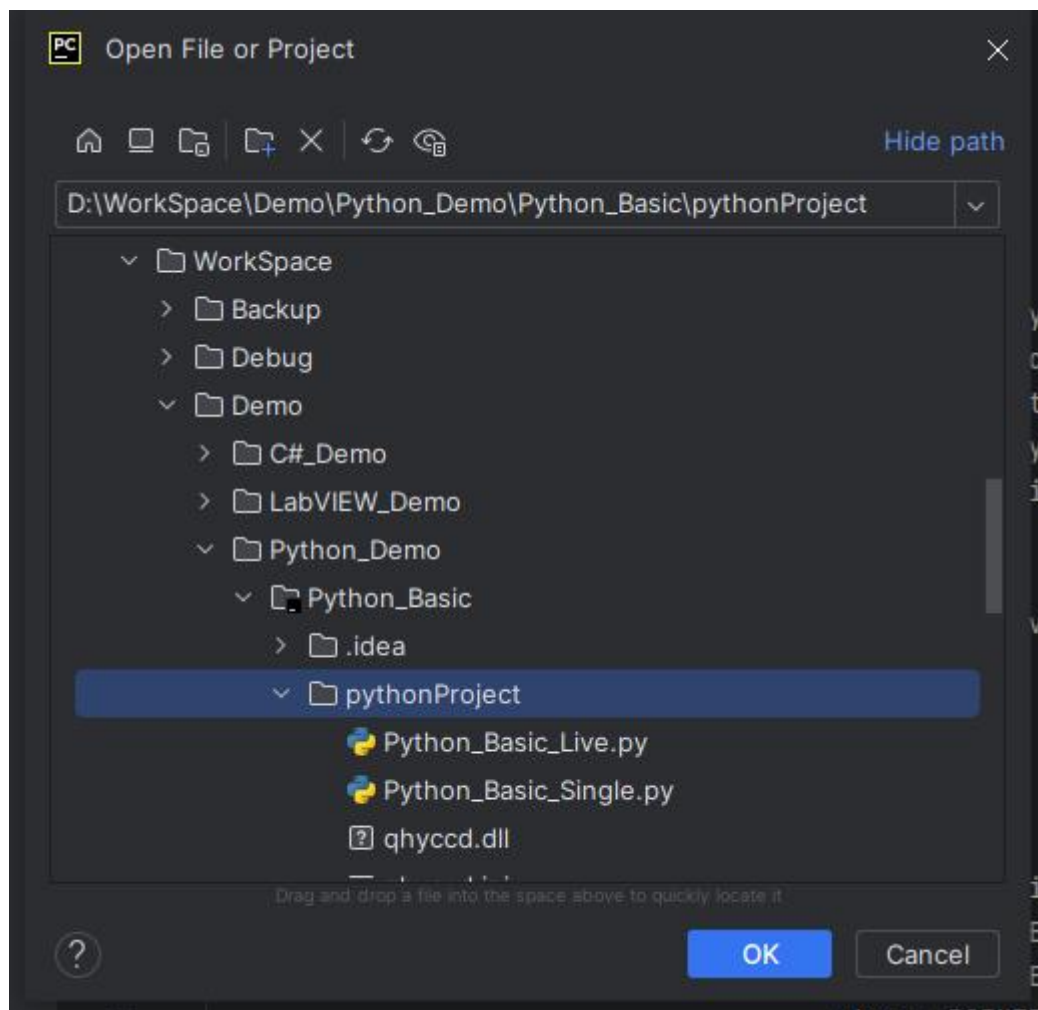 PC
Open File or Project
Hide path
D:\WorkSpace\Demo\Python_Demo\Python_Basic\pythonProject
WorkSpace
Backup
Debug
Demo
C#_Demo
LabVIEW_Demo
Python_Demo
Python_Basic
.idea
pythonProject
Python_Basic_Live.py
Python_Basic_Single.py
qhyccd.dll
Drag and drop a file into the space above to quickly locate it
? OK Cancel